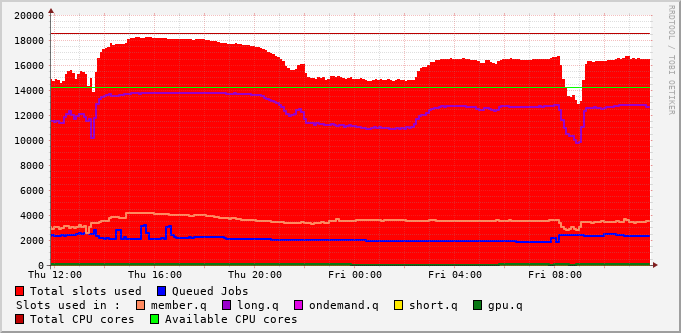 20000
18000
16000
14000
12000
10000
8000
6000
4000
2000
0
Thu 12:00 Thu 16:00 Thu 20:00 Fri 00:00 Fri 04:00 Fri 08:00
Total slots used Queued Jobs
Slots used in : member.q long.q ondemand.q short.q gpu.q
Total CPU cores Available CPU cores
RRDTOOL / TOBI OETIKER